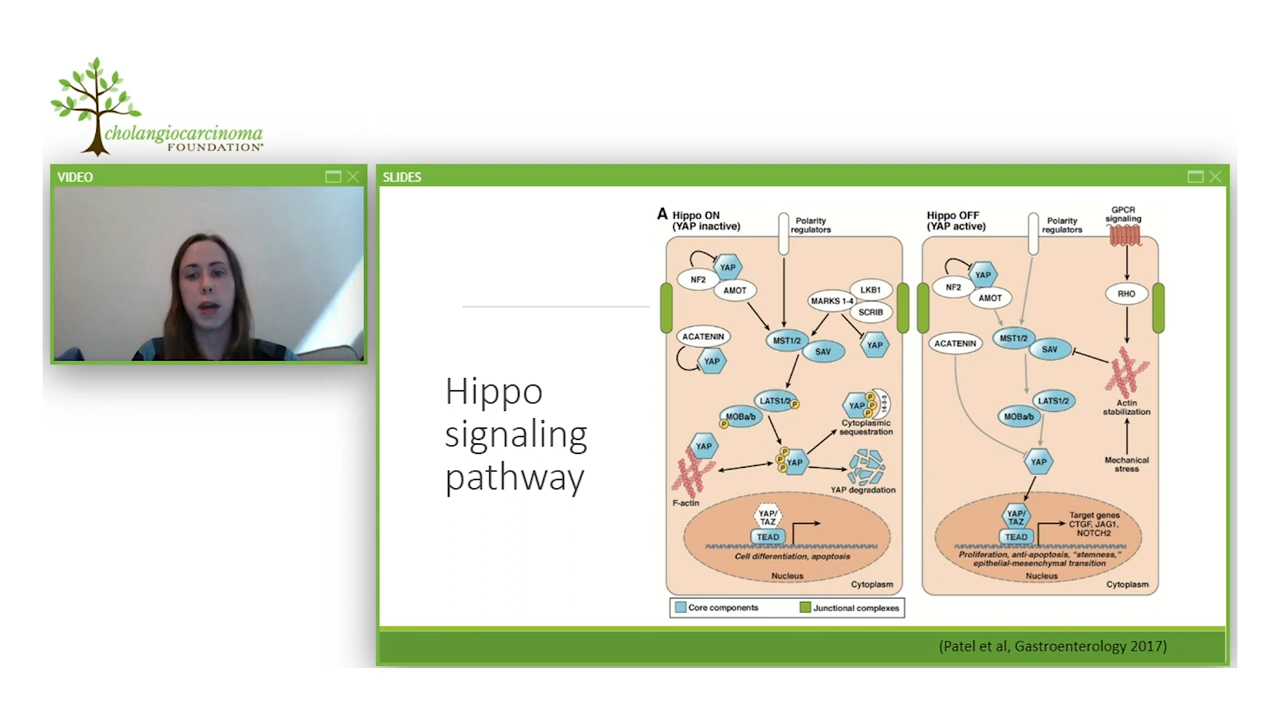 cholangiocarcinoma
FOUNDATION
VIDEO
SLIDES
Hippo
signaling
pathway
A Hippo ON
(YAP inactive)
Polarity
regulators
NF2
YAP
AMOT
MARKS 1-4
LKB1
SCRIB
YAP
ACATENIN
YAP
MST1/2
SAV
LATS1/2
P
MOBa/b
P
YAP
P
P
P
14-3-3
Cytoplasmic
sequestration
YAP
F-actin
P
P
P
YAP
YAP degradation
YAP/
TAZ
TEAD
Cell differentiation, apoptosis
Nucleus
Cytoplasm
Hippo OFF
(YAP active)
Polarity
regulators
GPCR
signaling
NF2
YAP
AMOT
RHO
ACATENIN
MST1/2
SAV
Actin
stabilization
LATS1/2
MOBa/b
Mechanical
stress
YAP
YAP/
TAZ
TEAD
Target genes
CTGF, JAG1,
NOTCH2
Proliferation, anti-apoptosis, "stemness,"
epithelial-mesenchymal transition
Nucleus
Cytoplasm
Core components
Junctional complexes
(Patel et al, Gastroenterology 2017)